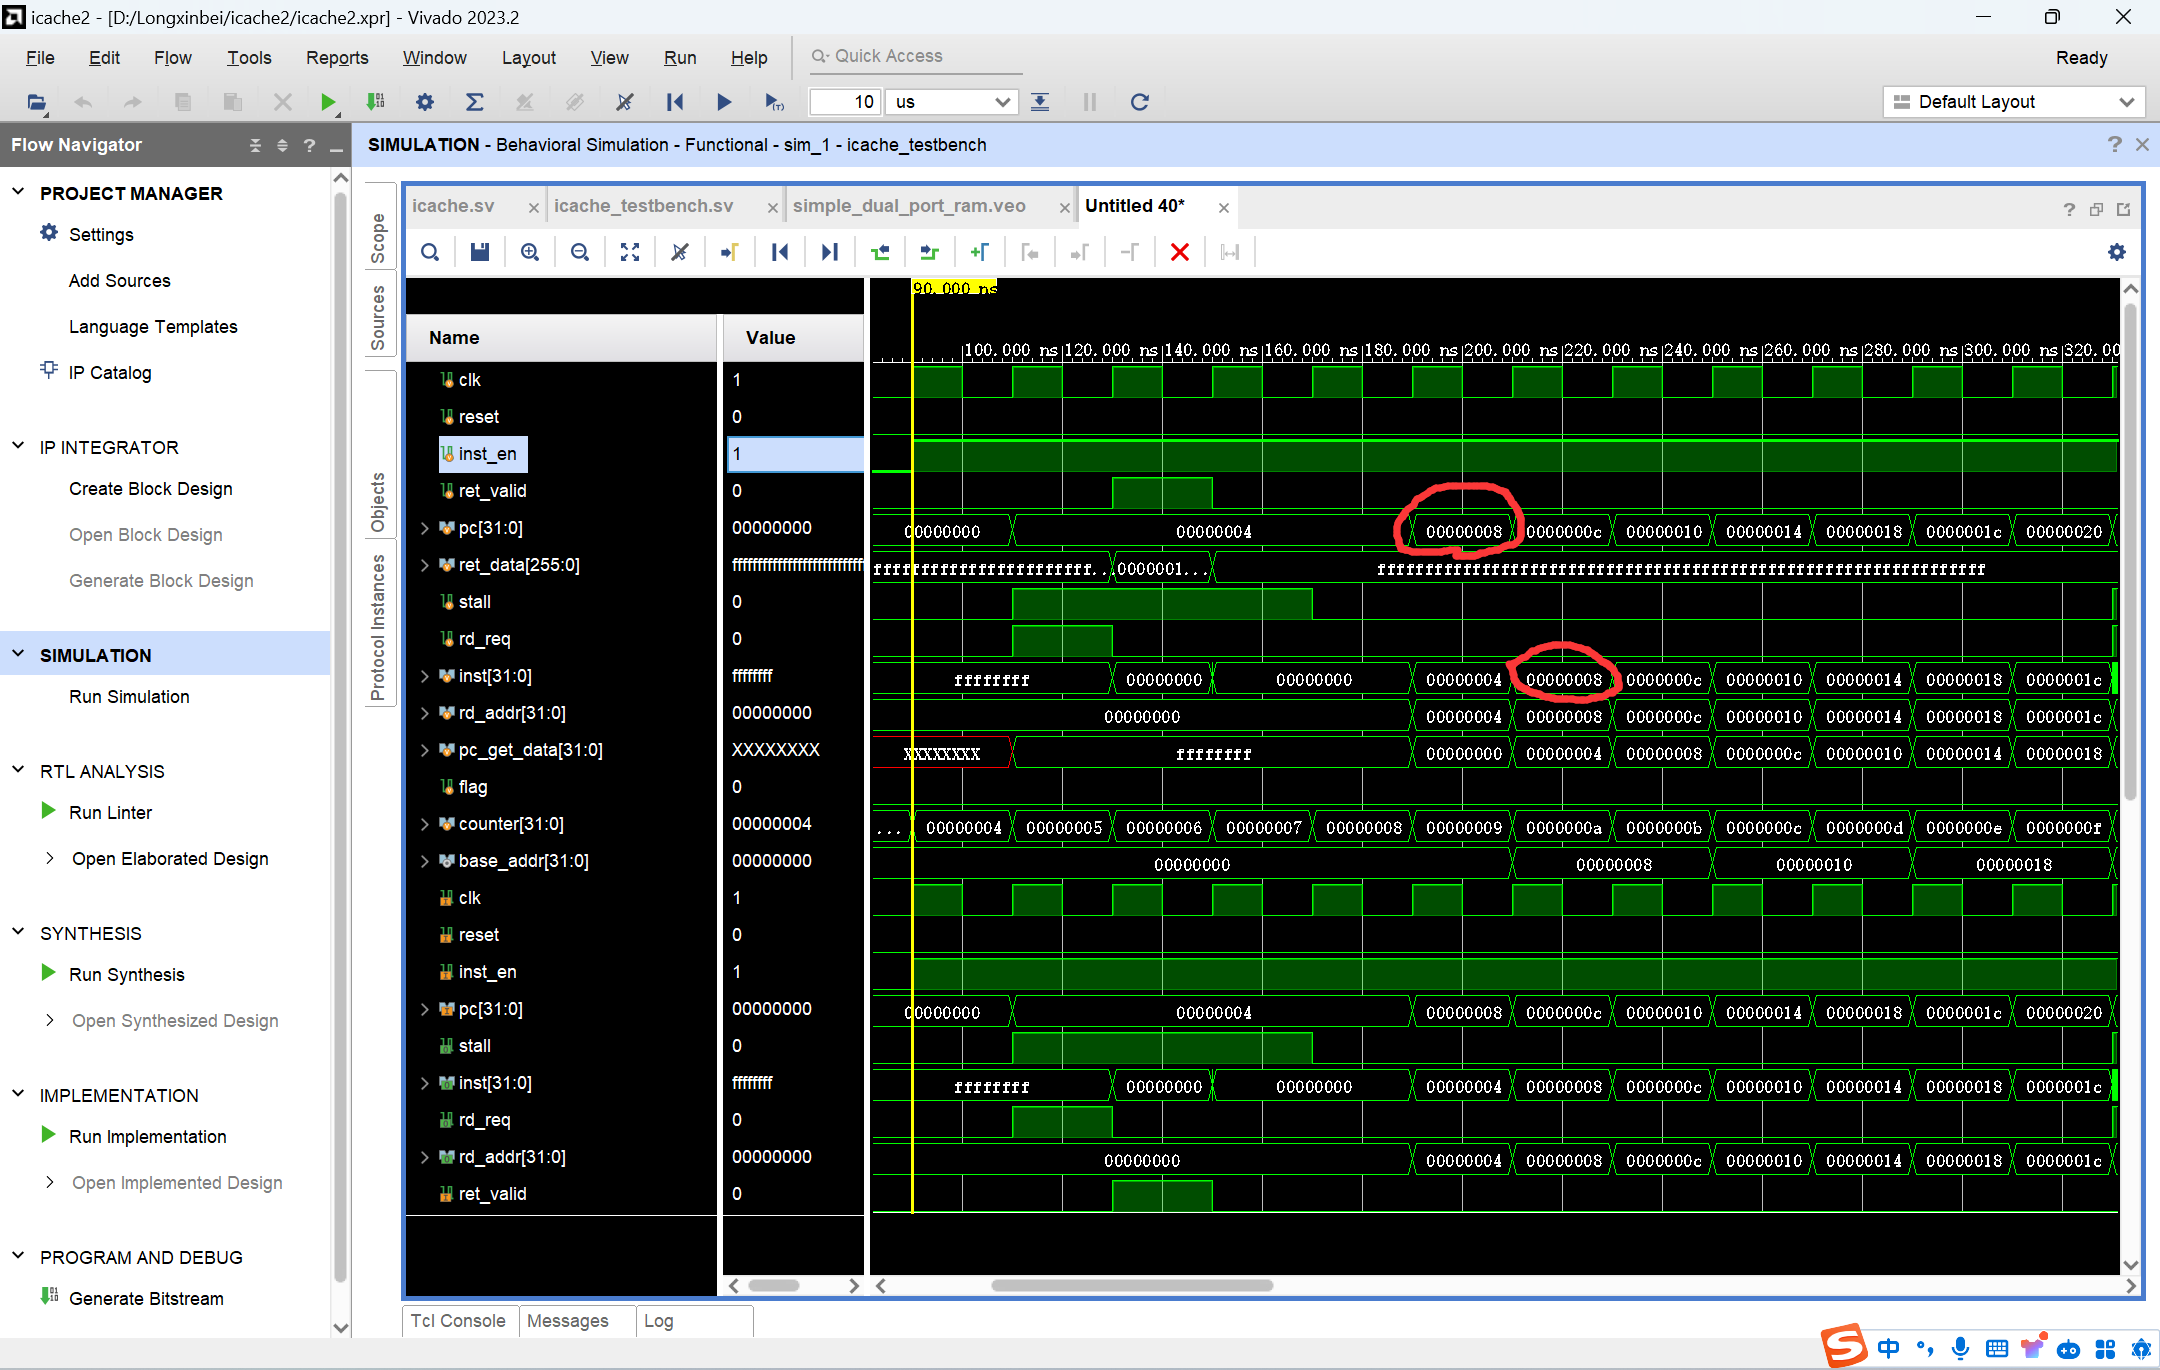 icache2 - [D:/Longxinbei/icache2/icache2.xpr] - Vivado 2023.2
File Edit Flow Tools Reports Window Layout View Run Help Quick Access Ready
10 us Default Layout
Flow Navigator
SIMULATION - Behavioral Simulation - Functional - sim_1 - icache_testbench
PROJECT MANAGER
Settings
Add Sources
Language Templates
IP Catalog
IP INTEGRATOR
Create Block Design
Open Block Design
Generate Block Design
SIMULATION
Run Simulation
RTL ANALYSIS
Run Linter
Open Elaborated Design
SYNTHESIS
Run Synthesis
Open Synthesized Design
IMPLEMENTATION
Run Implementation
Open Implemented Design
PROGRAM AND DEBUG
Generate Bitstream
Scope
Sources
Objects
Protocol Instances
icache.sv icache_testbench.sv simple_dual_port_ram.veo Untitled 40*
90.000 ns
Name Value
100.000 ns 120.000 ns 140.000 ns 160.000 ns 180.000 ns 200.000 ns 220.000 ns 240.000 ns 260.000 ns 280.000 ns 300.000 ns 320.00
clk 1
reset 0
inst_en 1
ret_valid 0
pc[31:0] 00000000 00000000 00000004 00000008 0000000c 00000010 00000014 00000018 0000001c 00000020
ret_data[255:0] 0000001...
stall 0
rd_req 0
inst[31:0] ffffffff ffffffff 00000000 00000000 00000004 00000008 0000000c 00000010 00000014 00000018 0000001c
rd_addr[31:0] 00000000 00000000 00000004 00000008 0000000c 00000010 00000014 00000018 0000001c
pc_get_data[31:0] XXXXXXXX XXXXXXXX ffffffff 00000000 00000004 00000008 0000000c 00000010 00000014 00000018
flag 0
counter[31:0] 00000004 ... 00000004 00000005 00000006 00000007 00000008 00000009 0000000a 0000000b 0000000c 0000000d 0000000e 0000000f
base_addr[31:0] 00000000 00000000 00000008 00000010 00000018
clk 1
reset 0
inst_en 1
pc[31:0] 00000000 00000000 00000004 00000008 0000000c 00000010 00000014 00000018 0000001c 00000020
stall 0
inst[31:0] ffffffff ffffffff 00000000 00000000 00000004 00000008 0000000c 00000010 00000014 00000018 0000001c
rd_req 0
rd_addr[31:0] 00000000 00000000 00000004 00000008 0000000c 00000010 00000014 00000018 0000001c
ret_valid 0
Tcl Console Messages Log
中